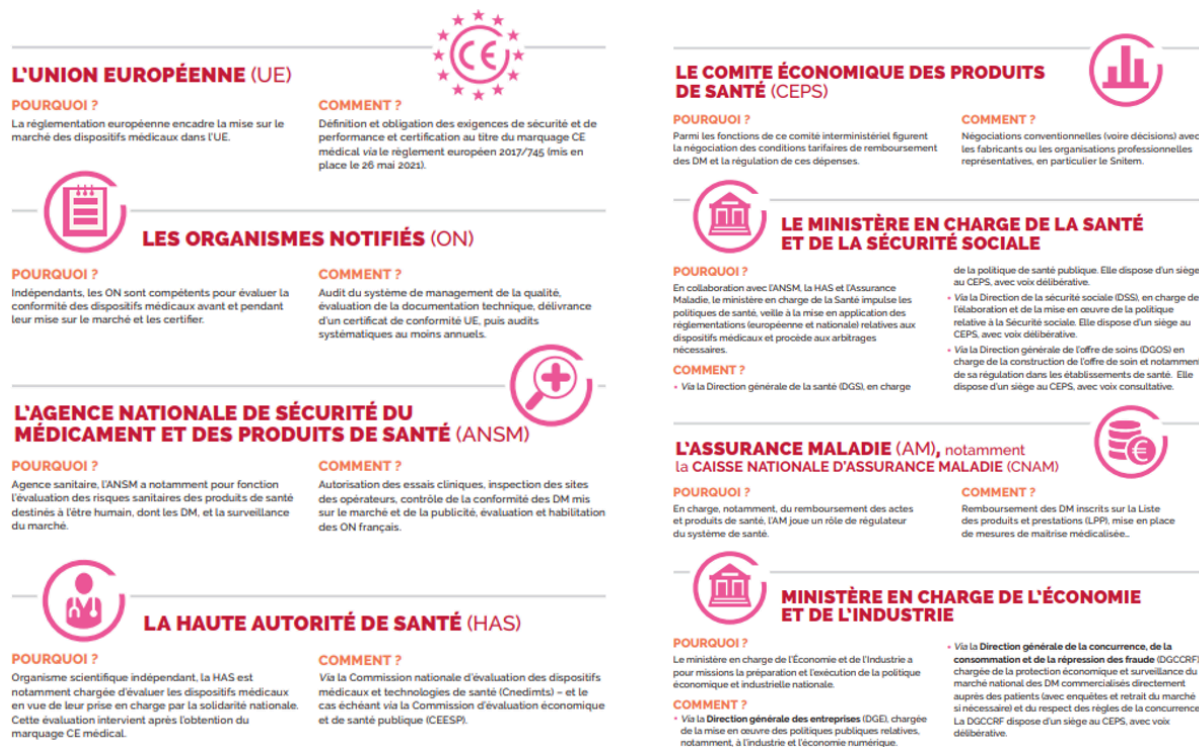 CE
L'UNION EUROPÉENNE (UE)
POURQUOI ?
La réglementation européenne encadre la mise sur le
marché des dispositifs médicaux dans l'UE.
COMMENT ?
Définition et obligation des exigences de sécurité et de
performance et certification au titre du marquage CE
médical via le règlement européen 2017/745 (mis en
place le 26 mai 2021).
LES ORGANISMES NOTIFIÉS (ON)
POURQUOI ?
Indépendants, les ON sont compétents pour évaluer la
conformité des dispositifs médicaux avant et pendant
leur mise sur le marché et les certifier.
COMMENT ?
Audit du système de management de la qualité,
évaluation de la documentation technique, délivrance
d'un certificat de conformité UE, puis audits
systématiques au moins annuels.
L'AGENCE NATIONALE DE SÉCURITÉ DU
MÉDICAMENT ET DES PRODUITS DE SANTÉ (ANSM)
POURQUOI ?
Agence sanitaire, l'ANSM a notamment pour fonction
l'évaluation des risques sanitaires des produits de santé
destinés à l'être humain, dont les DM, et la surveillance
du marché.
COMMENT ?
Autorisation des essais cliniques, inspection des sites
des opérateurs, contrôle de la conformité des DM mis
sur le marché et de la publicité, évaluation et habilitation
des ON français.
LA HAUTE AUTORITÉ DE SANTÉ (HAS)
POURQUOI ?
Organisme scientifique indépendant, la HAS est
notamment chargée d'évaluer les dispositifs médicaux
en vue de leur prise en charge par la solidarité nationale.
Cette évaluation intervient après l'obtention du
marquage CE médical.
COMMENT ?
Via la Commission nationale d'évaluation des dispositifs
médicaux et technologies de santé (Cnedimts) – et le
cas échéant via la Commission d'évaluation économique
et de santé publique (CEESP).
LE COMITE ÉCONOMIQUE DES PRODUITS
DE SANTÉ (CEPS)
POURQUOI ?
Parmi les fonctions de ce comité interministériel figurent
la négociation des conditions tarifaires de remboursement
des DM et la régulation de ces dépenses.
COMMENT ?
Négociations conventionnelles (voire décisions) avec
les fabricants ou les organisations professionnelles
représentatives, en particulier le Snitem.
LE MINISTÈRE EN CHARGE DE LA SANTÉ
ET DE LA SÉCURITÉ SOCIALE
POURQUOI ?
En collaboration avec l'ANSM, la HAS et l'Assurance
Maladie, le ministère en charge de la Santé impulse les
politiques de santé, veille à la mise en application des
réglementations (européenne et nationale) relatives aux
dispositifs médicaux et procède aux arbitrages
nécessaires.
COMMENT ?
• Via la Direction générale de la santé (DGS), en charge
de la politique de santé publique. Elle dispose d'un siège
au CEPS, avec voix délibérative.
• Via la Direction de la sécurité sociale (DSS), en charge de
l'élaboration et de la mise en œuvre de la politique
relative à la Sécurité sociale. Elle dispose d'un siège au
CEPS, avec voix délibérative.
• Via la Direction générale de l'offre de soins (DGOS) en
charge de la construction de l'offre de soin et notamment
de sa régulation dans les établissements de santé. Elle
dispose d'un siège au CEPS, avec voix consultative.
L'ASSURANCE MALADIE (AM), notamment
la CAISSE NATIONALE D'ASSURANCE MALADIE (CNAM)
POURQUOI ?
En charge, notamment, du remboursement des actes
et produits de santé, l'AM joue un rôle de régulateur
du système de santé.
COMMENT ?
Remboursement des DM inscrits sur la Liste
des produits et prestations (LPP), mise en place
de mesures de maitrise médicalisée…
MINISTÈRE EN CHARGE DE L'ÉCONOMIE
ET DE L'INDUSTRIE
POURQUOI ?
Le ministère en charge de l'Économie et de l'Industrie a
pour missions la préparation et l'exécution de la politique
économique et industrielle nationale.
COMMENT ?
• Via la Direction générale des entreprises (DGE), chargée
de la mise en œuvre des politiques publiques relatives,
notamment, à l'industrie et l'économie numérique.
• Via la Direction générale de la concurrence, de la
consommation et de la répression des fraude (DGCCRF)
chargée de la protection économique et surveillance du
marché national des DM commercialisés directement
auprès des patients (avec enquêtes et retrait du marché
si nécessaire) et du respect des règles de la concurrence
La DGCCRF dispose d'un siège au CEPS, avec voix
délibérative.